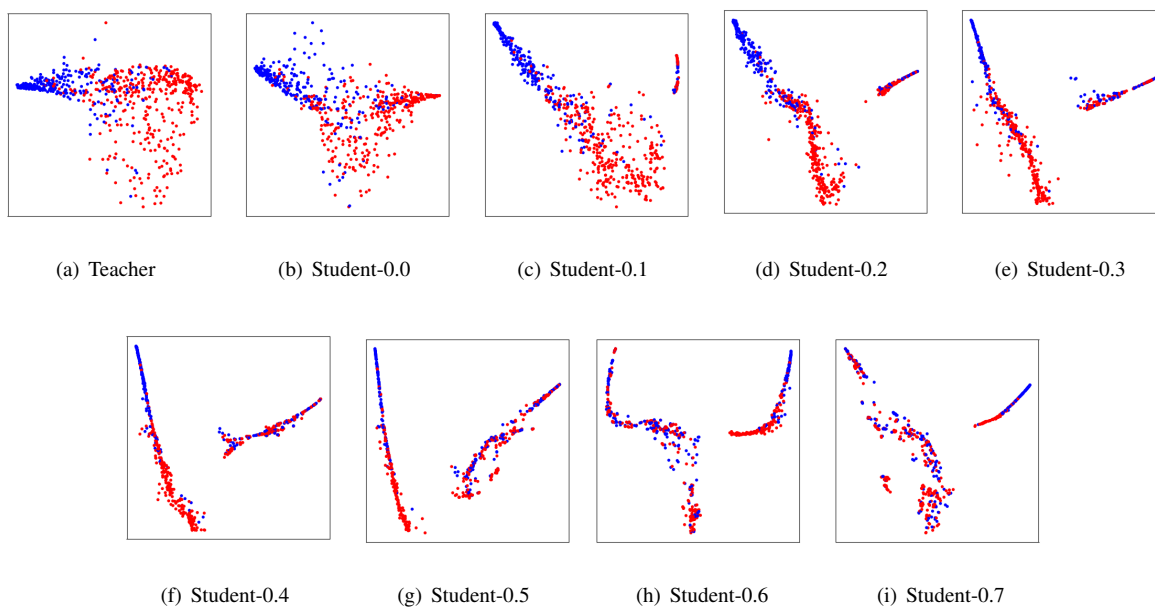 (a) Teacher
(b) Student-0.0
(c) Student-0.1
(d) Student-0.2
(e) Student-0.3
(f) Student-0.4
(g) Student-0.5
(h) Student-0.6
(i) Student-0.7